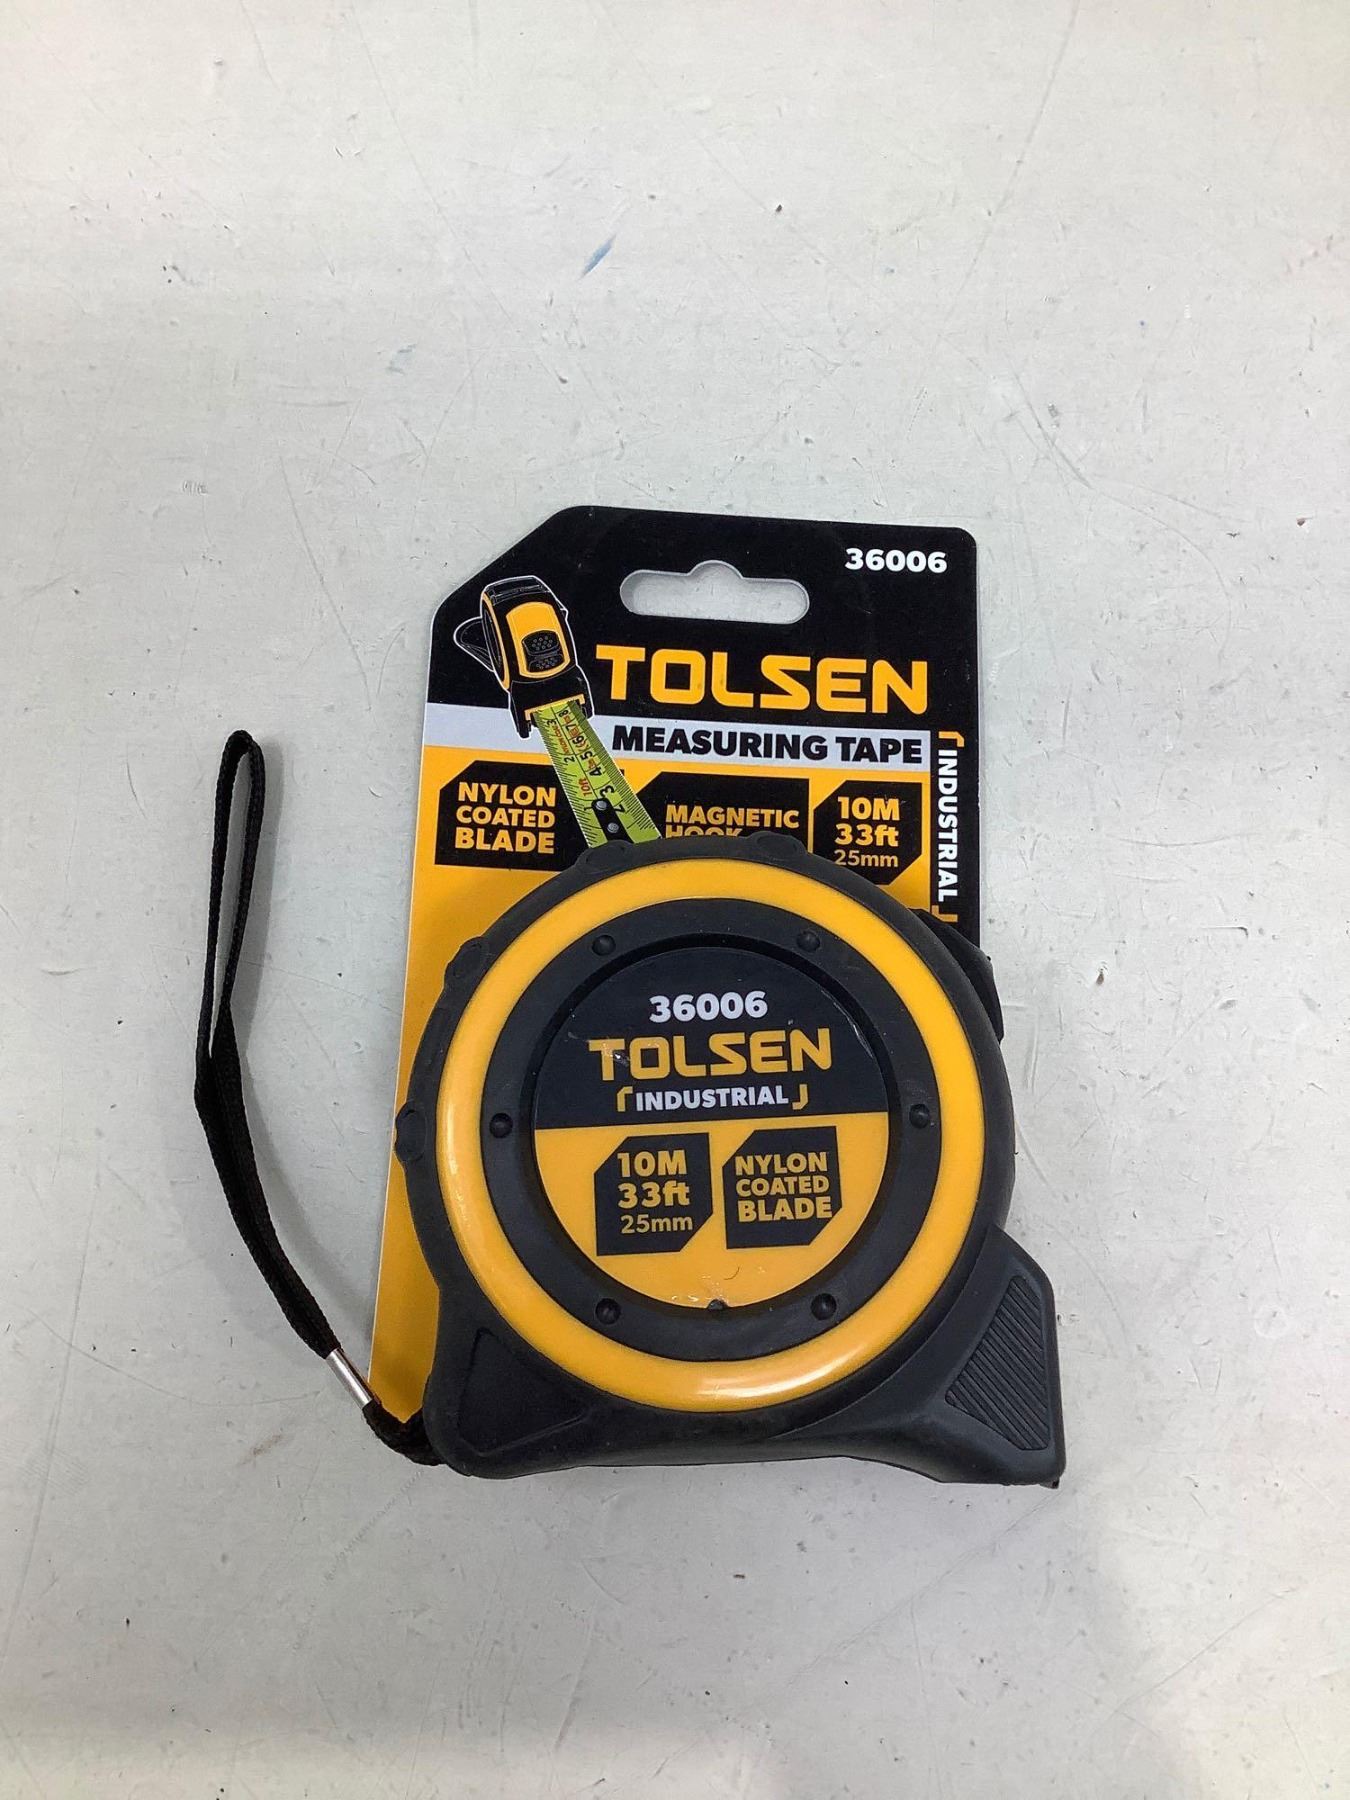 36006
TOLSEN
MEASURING TAPE
INDUSTRIAL
NYLON
COATED
BLADE
MAGNETIC
HOOK
10M
33ft
25mm
36006
TOLSEN
INDUSTRIAL
10M
33ft
25mm
NYLON
COATED
BLADE